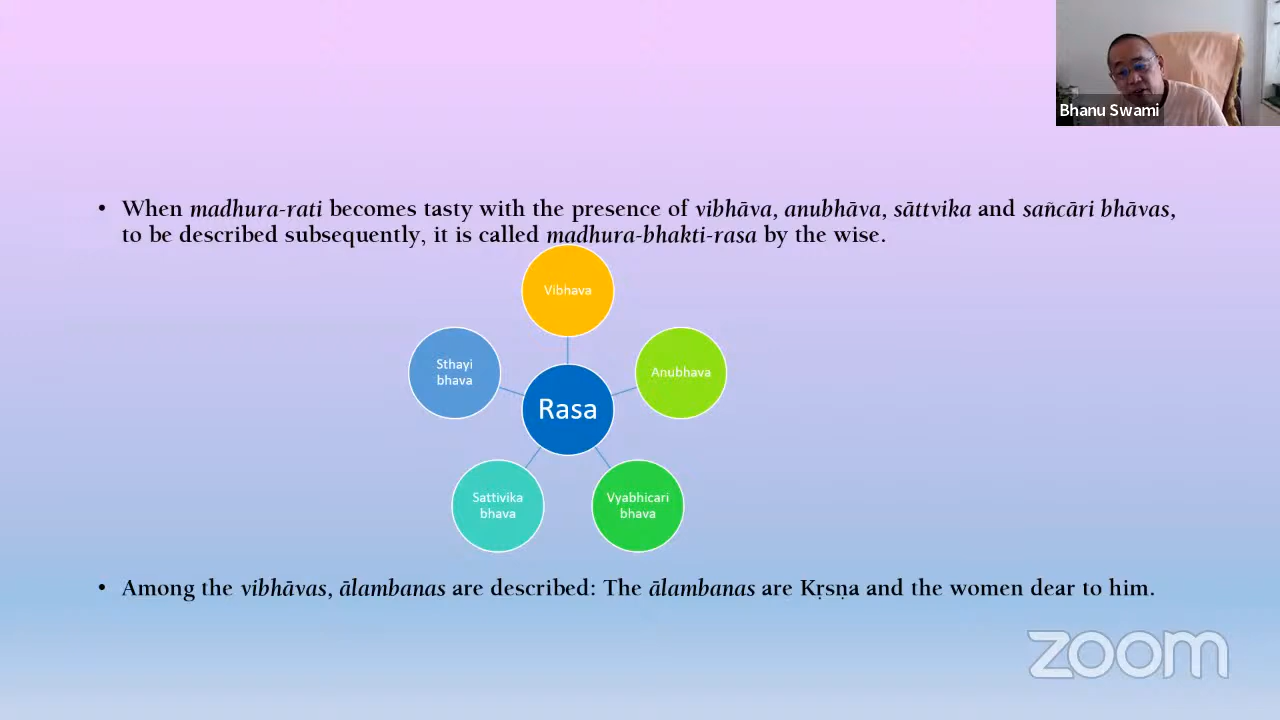 Bhanu Swami
• When madhura-rati becomes tasty with the presence of vibhāva, anubhāva, sāttvika and sañcāri bhāvas,
to be described subsequently, it is called madhura-bhakti-rasa by the wise.
Vibhava
Sthayi
bhava
Anubhava
Rasa
Sattivika
bhava
Vyabhicari
bhava
• Among the vibhāvas, ālambanas are described: The ālambanas are Kṛsṇa and the women dear to him.
zoom